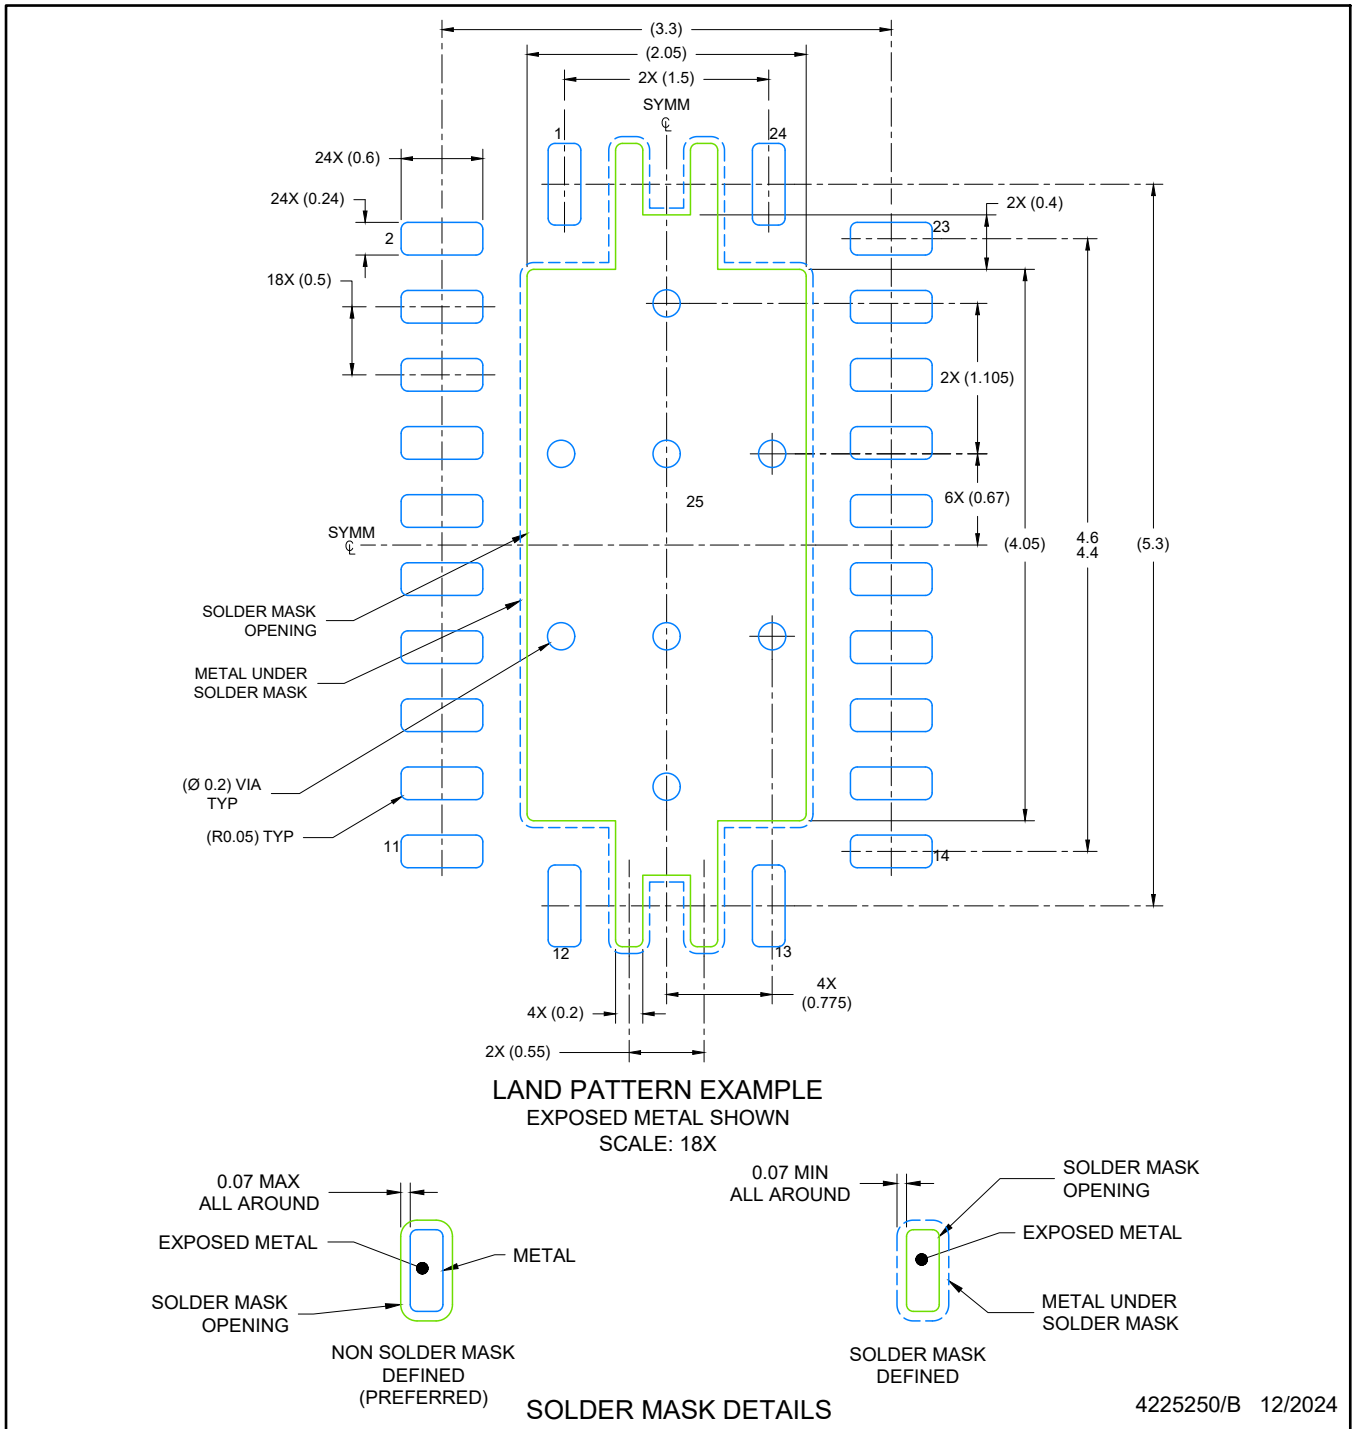 (3.3)
(2.05)
2X (1.5)
SYMM
℄
1
24
24X (0.6)
24X (0.24)
2X (0.4)
2
23
18X (0.5)
2X (1.105)
25
6X (0.67)
SYMM
℄
(4.05)
4.6
4.4
(5.3)
SOLDER MASK
OPENING
METAL UNDER
SOLDER MASK
(Ø 0.2) VIA
TYP
(R0.05) TYP
11
14
12
13
4X (0.2)
4X
(0.775)
2X (0.55)
LAND PATTERN EXAMPLE
EXPOSED METAL SHOWN
SCALE: 18X
0.07 MAX
ALL AROUND
EXPOSED METAL
METAL
SOLDER MASK
OPENING
NON SOLDER MASK
DEFINED
(PREFERRED)
0.07 MIN
ALL AROUND
SOLDER MASK
OPENING
EXPOSED METAL
METAL UNDER
SOLDER MASK
SOLDER MASK
DEFINED
SOLDER MASK DETAILS
4225250/B 12/2024